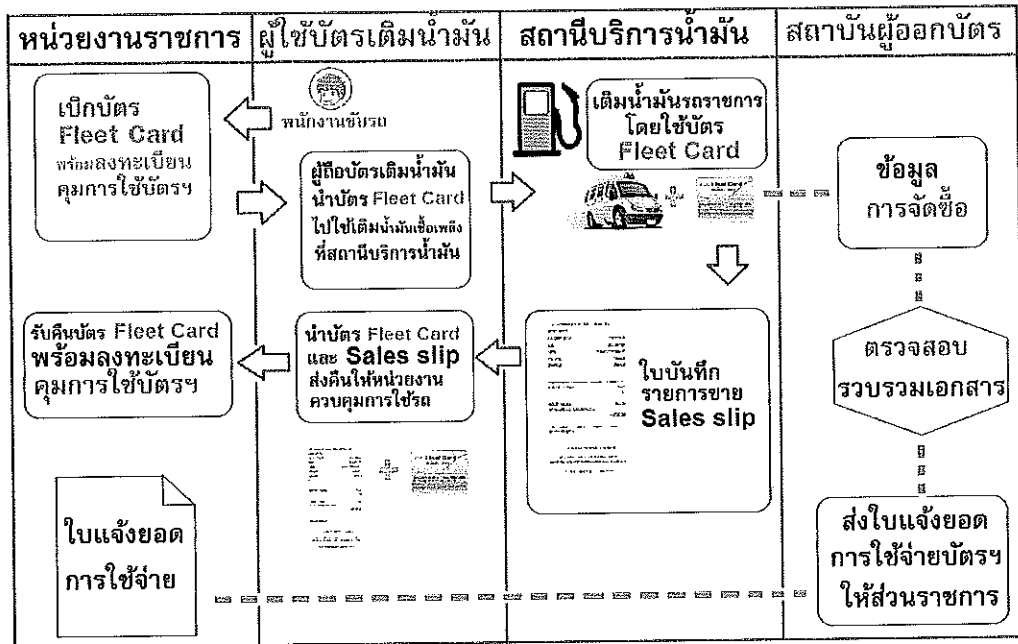 หน่วยงานราชการ
ผู้ใช้บัตรเติมน้ำมัน
สถานีบริการน้ำมัน
สถาบันผู้ออกบัตร
เบิกบัตร
Fleet Card
พร้อมลงทะเบียน
คุมการใช้บัตรฯ
พนักงานขับรถ
ผู้ถือบัตรเติมน้ำมัน
นำบัตร Fleet Card
ไปใช้เติมน้ำมันเชื้อเพลิง
ที่สถานีบริการน้ำมัน
เติมน้ำมันรถราชการ
โดยใช้บัตร
Fleet Card
ข้อมูล
การจัดซื้อ
รับคืนบัตร Fleet Card
พร้อมลงทะเบียน
คุมการใช้บัตรฯ
นำบัตร Fleet Card
และ Sales slip
ส่งคืนให้หน่วยงาน
ควบคุมการใช้รถ
ใบบันทึก
รายการขาย
Sales slip
ตรวจสอบ
รวบรวมเอกสาร
ใบแจ้งยอด
การใช้จ่าย
ส่งใบแจ้งยอด
การใช้จ่ายบัตรฯ
ให้ส่วนราชการ